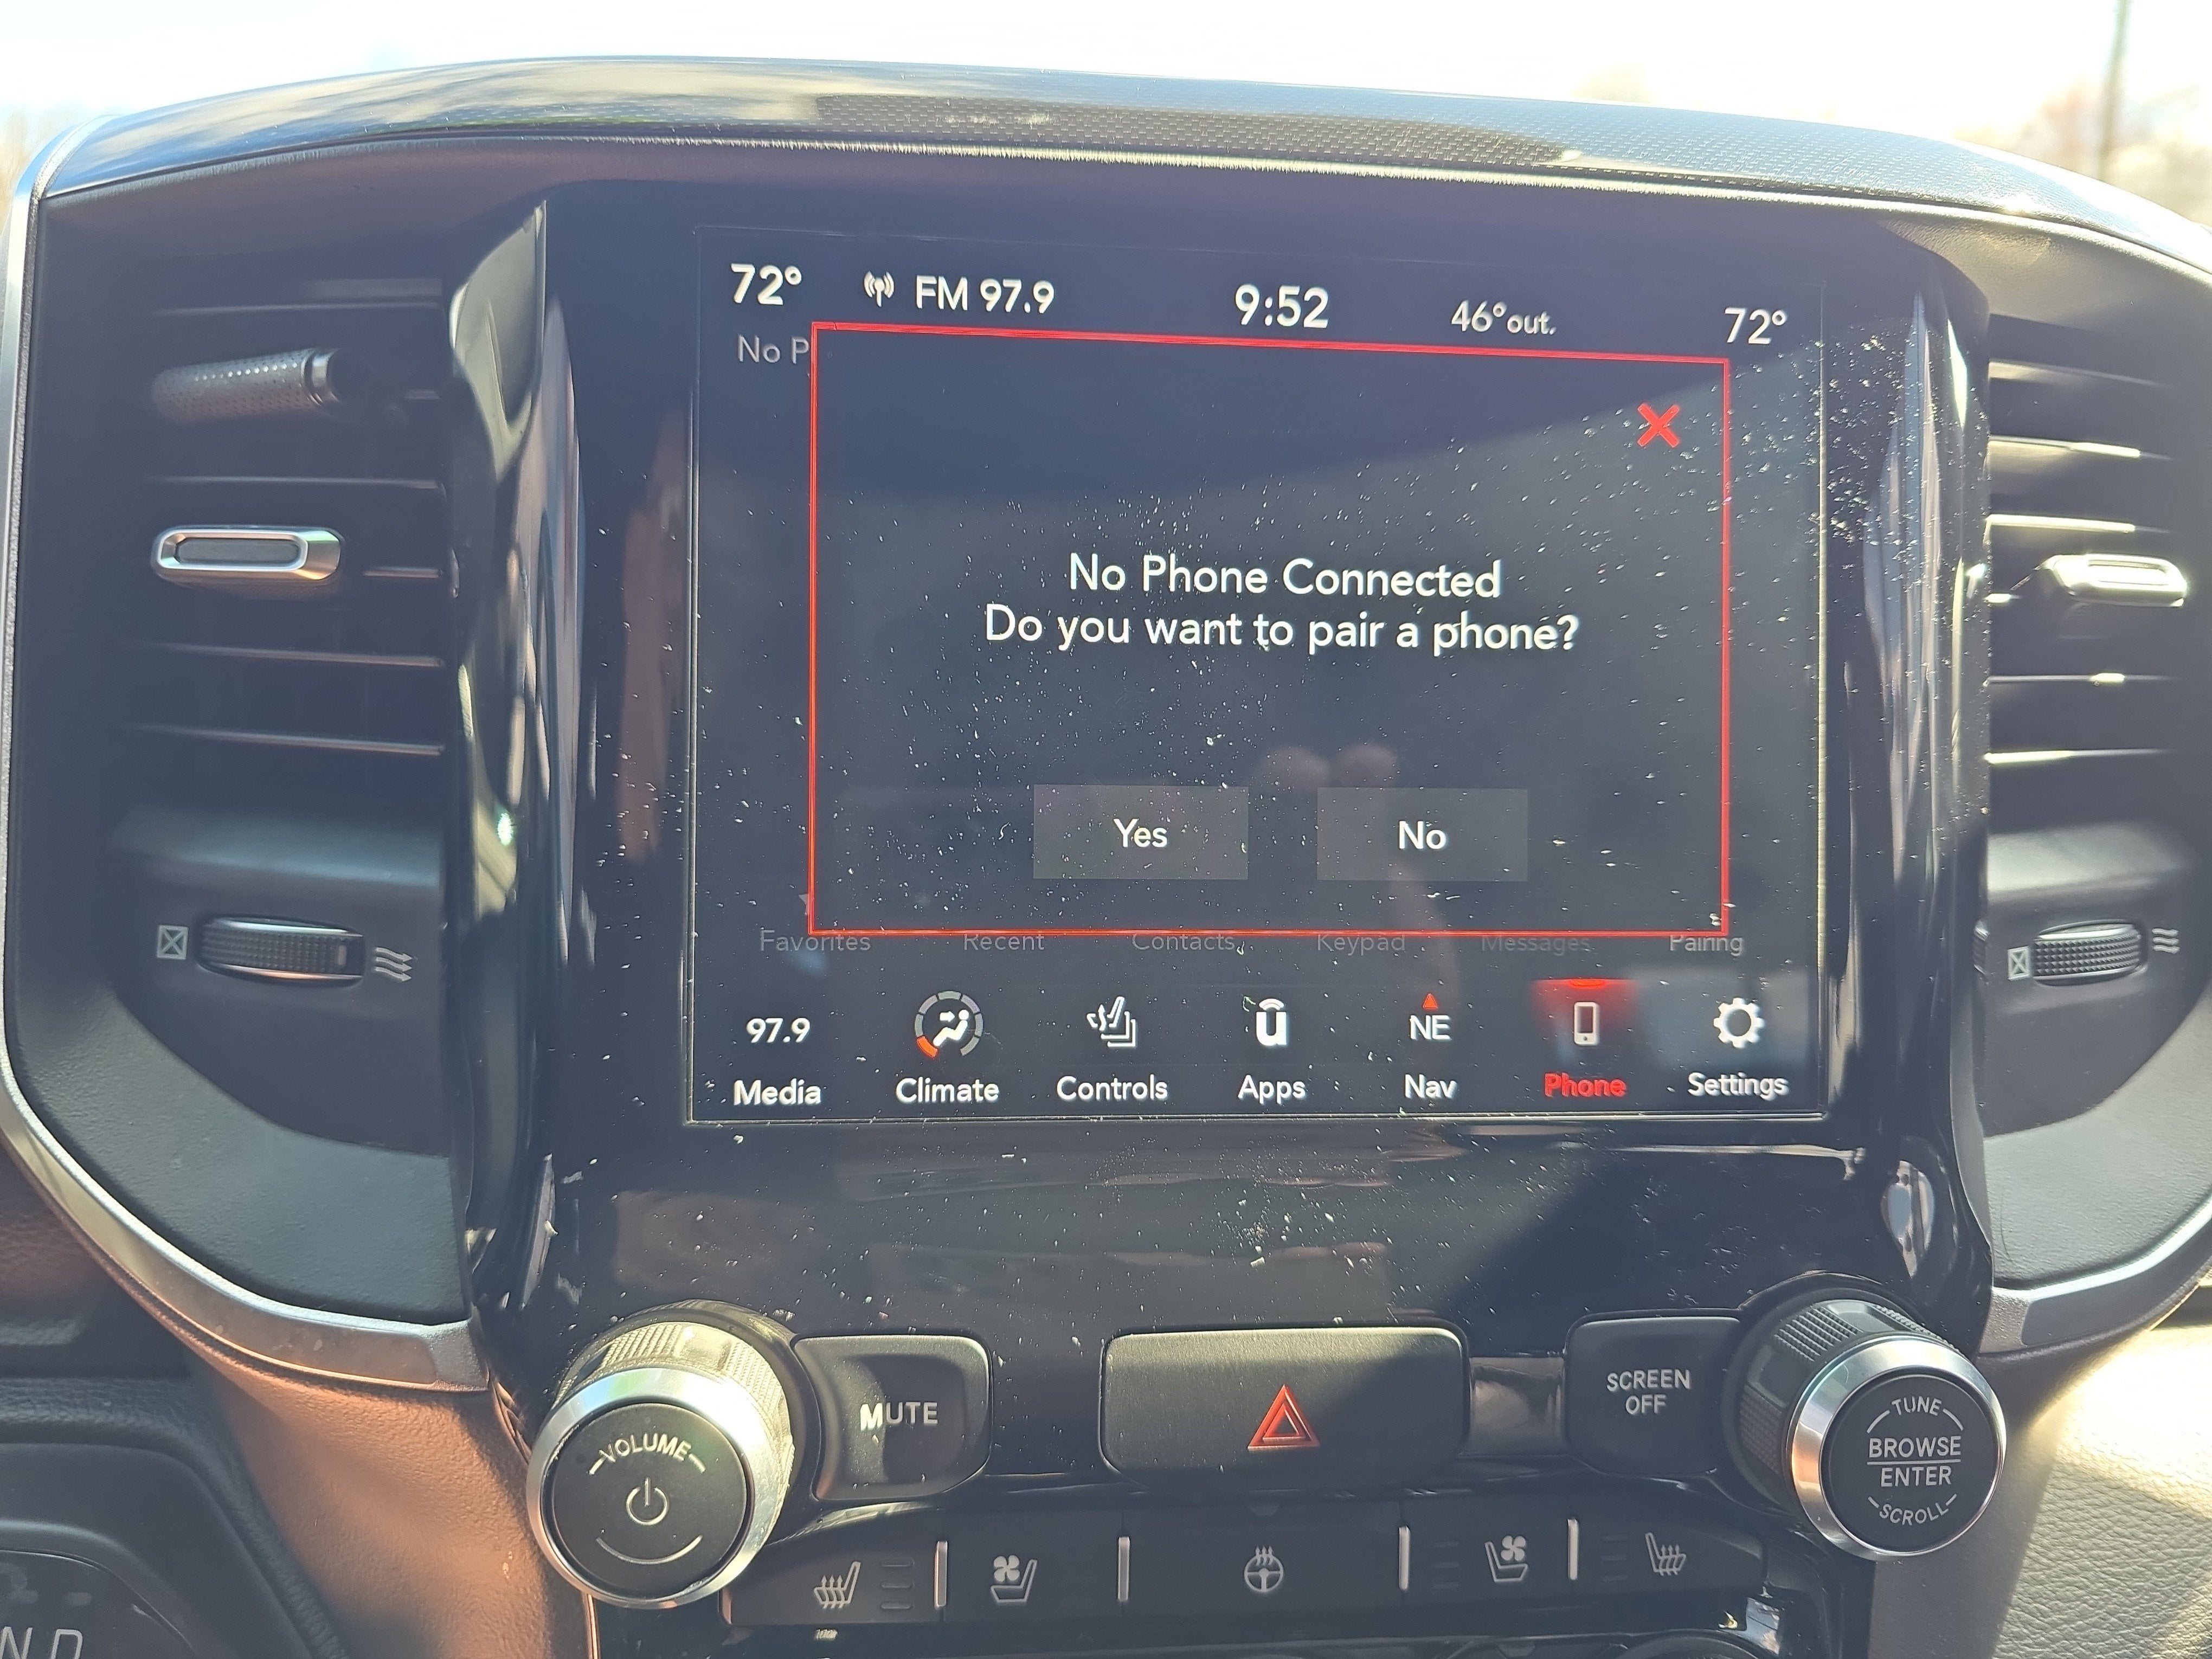 72° FM 97.9 9:52 46°out. 72°
No P
No Phone Connected
Do you want to pair a phone?
Yes No
Favorites Recent Contacts Keypad Messages Pairing
97.9 NE
Media Climate Controls Apps Nav Phone Settings
VOLUME
MUTE
SCREEN
OFF
TUNE
BROWSE
ENTER
SCROLL
ND